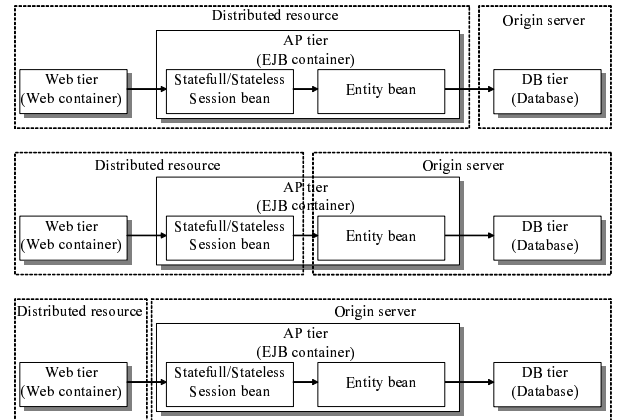 Distributed resource
Origin server
AP tier
(EJB container)
Web tier
(Web container)
Statefull/Stateless
Session bean
Entity bean
DB tier
(Database)
Distributed resource
Origin server
AP tier
(EJB container)
Web tier
(Web container)
Statefull/Stateless
Session bean
Entity bean
DB tier
(Database)
Distributed resource
Origin server
AP tier
(EJB container)
Web tier
(Web container)
Statefull/Stateless
Session bean
Entity bean
DB tier
(Database)